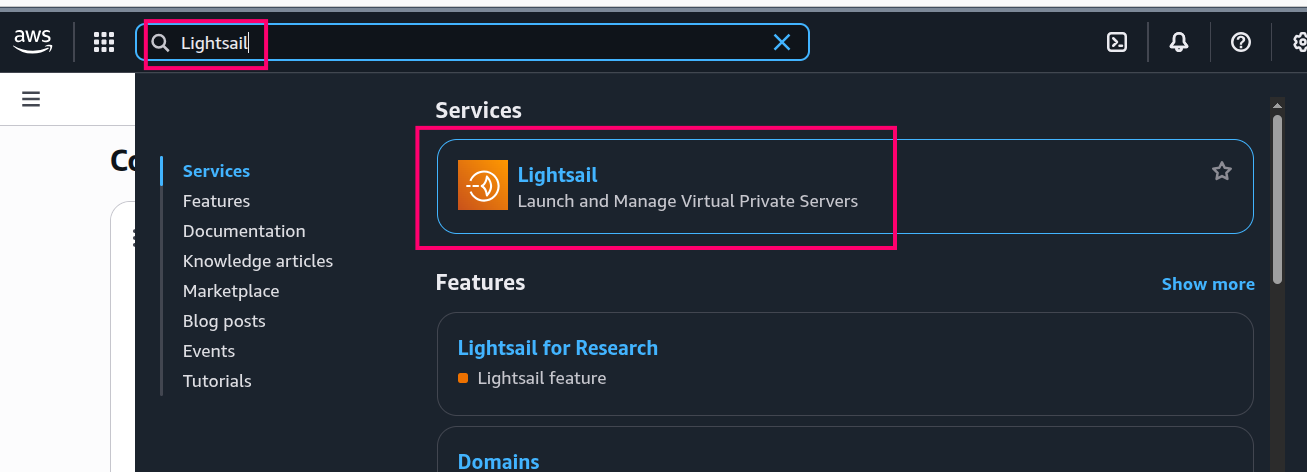 aws
Lightsail
Services
Features
Documentation
Knowledge articles
Marketplace
Blog posts
Events
Tutorials
Services
Lightsail
Launch and Manage Virtual Private Servers
Features
Show more
Lightsail for Research
Lightsail feature
Domains